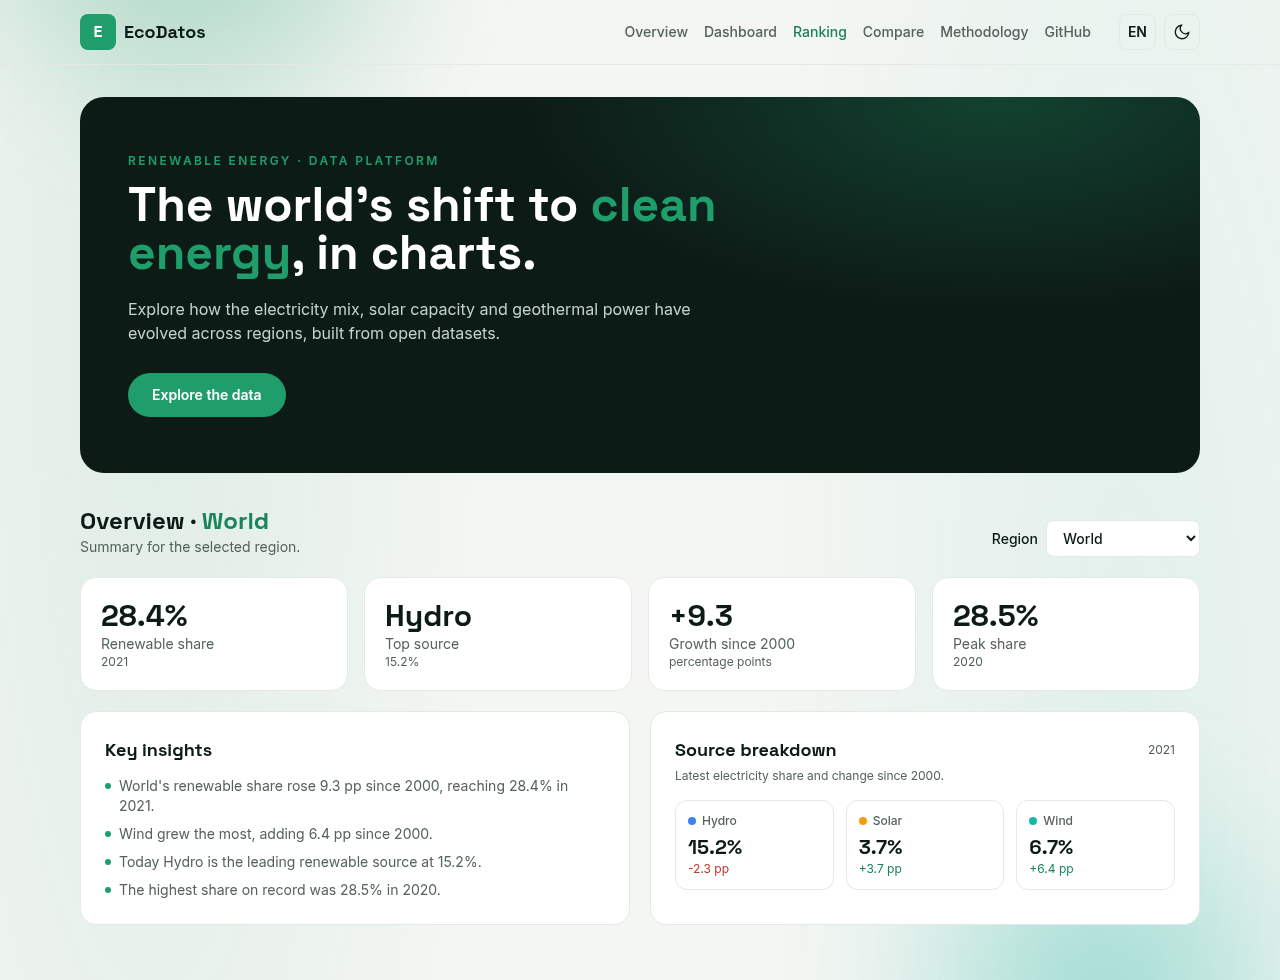 E EcoDatos Overview Dashboard Ranking Compare Methodology GitHub EN
RENEWABLE ENERGY · DATA PLATFORM
The world's shift to clean
energy, in charts.
Explore how the electricity mix, solar capacity and geothermal power have
evolved across regions, built from open datasets.
Explore the data
Overview · World
Summary for the selected region.
Region World
28.4%
Renewable share
2021
Hydro
Top source
15.2%
+9.3
Growth since 2000
percentage points
28.5%
Peak share
2020
Key insights
World's renewable share rose 9.3 pp since 2000, reaching 28.4% in
2021.
Wind grew the most, adding 6.4 pp since 2000.
Today Hydro is the leading renewable source at 15.2%.
The highest share on record was 28.5% in 2020.
Source breakdown 2021
Latest electricity share and change since 2000.
Hydro
15.2%
-2.3 pp
Solar
3.7%
+3.7 pp
Wind
6.7%
+6.4 pp